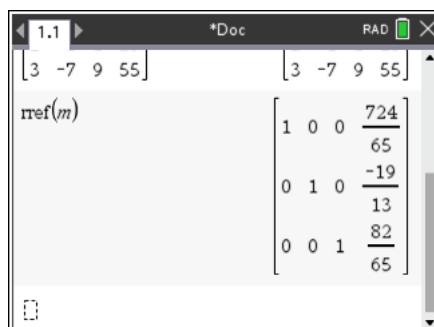 1.1 *Doc RAD
[3 -7 9 55] [3 -7 9 55]
rref(m)
[1 0 0 724/65
0 1 0 -19/13
0 0 1 82/65]